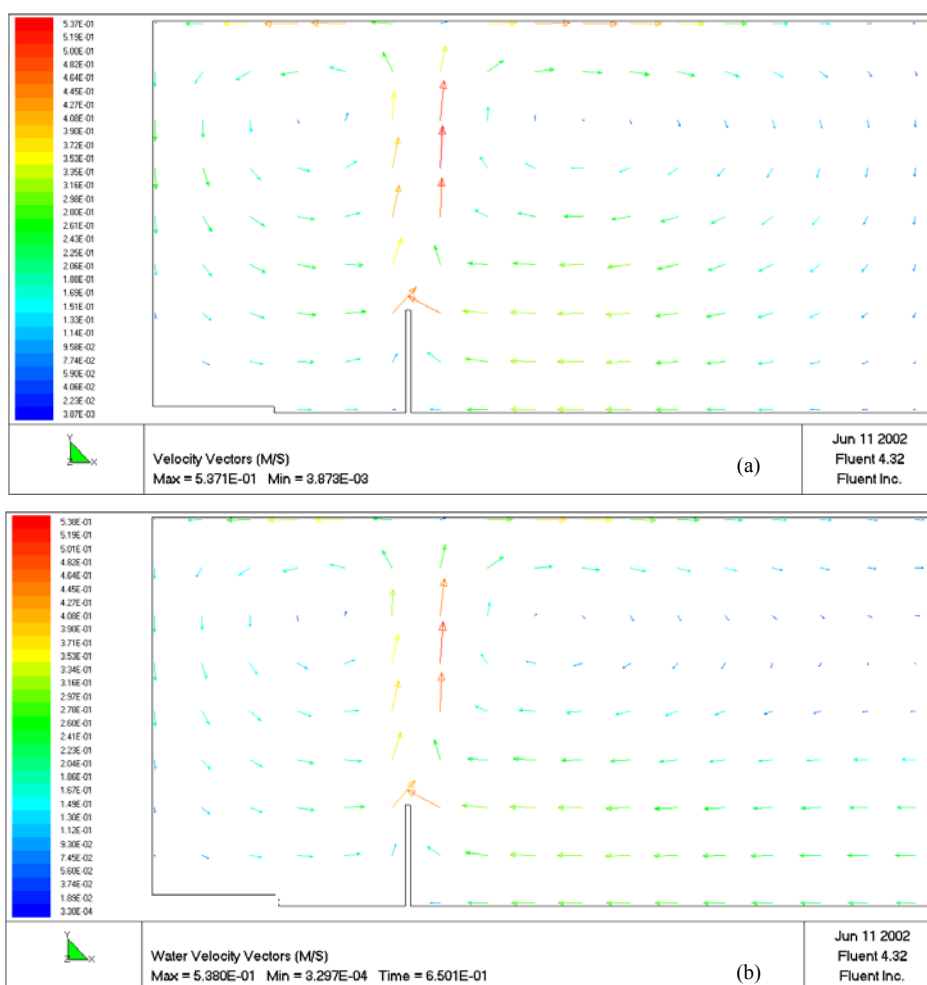 5.37E-01
5.19E-01
5.00E-01
4.82E-01
4.64E-01
4.45E-01
4.27E-01
4.08E-01
3.90E-01
3.72E-01
3.53E-01
3.35E-01
3.16E-01
2.98E-01
2.80E-01
2.61E-01
2.43E-01
2.25E-01
2.06E-01
1.88E-01
1.69E-01
1.51E-01
1.33E-01
1.14E-01
9.58E-02
7.74E-02
5.90E-02
4.06E-02
2.23E-02
3.87E-03
Y
Z X
Velocity Vectors (M/S)
Max = 5.371E-01 Min = 3.873E-03
(a)
Jun 11 2002
Fluent 4.32
Fluent Inc.
5.38E-01
5.19E-01
5.01E-01
4.82E-01
4.64E-01
4.45E-01
4.27E-01
4.08E-01
3.90E-01
3.71E-01
3.53E-01
3.34E-01
3.16E-01
2.97E-01
2.78E-01
2.60E-01
2.41E-01
2.23E-01
2.04E-01
1.86E-01
1.67E-01
1.49E-01
1.30E-01
1.12E-01
9.30E-02
7.45E-02
5.60E-02
3.74E-02
1.89E-02
3.30E-04
Y
Z X
Water Velocity Vectors (M/S)
Max = 5.380E-01 Min = 3.297E-04 Time = 6.501E-01
(b)
Jun 11 2002
Fluent 4.32
Fluent Inc.